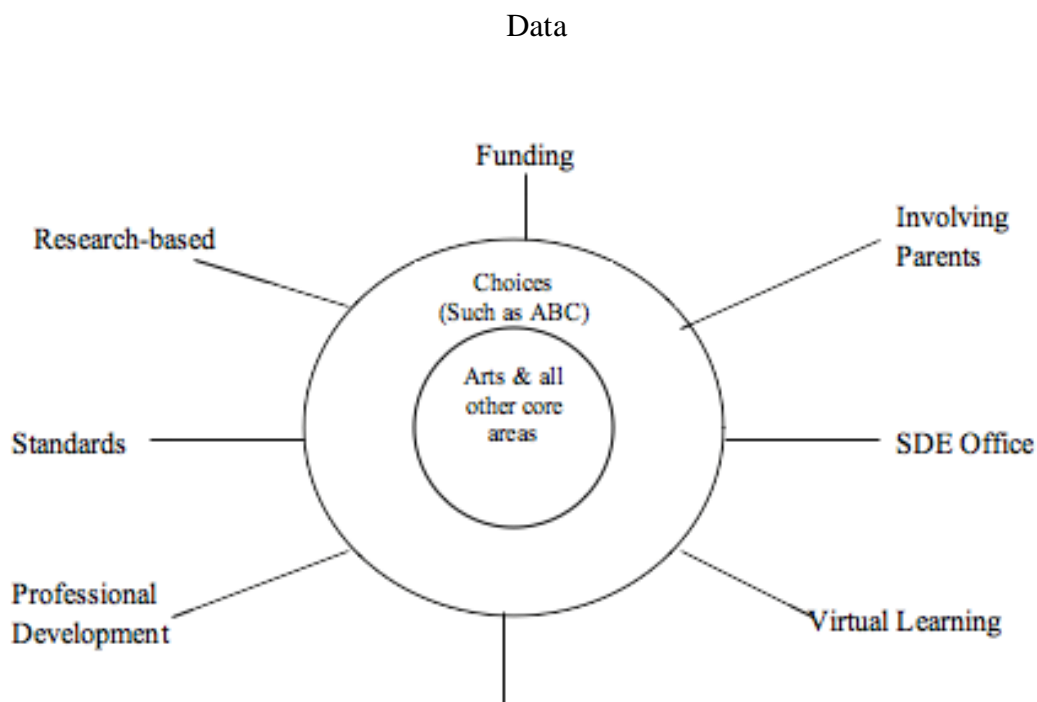 Data
Funding
Involving
Parents
Research-based
Choices
(Such as ABC)
Arts & all
other core
areas
Standards
SDE Office
Professional
Development
Virtual Learning